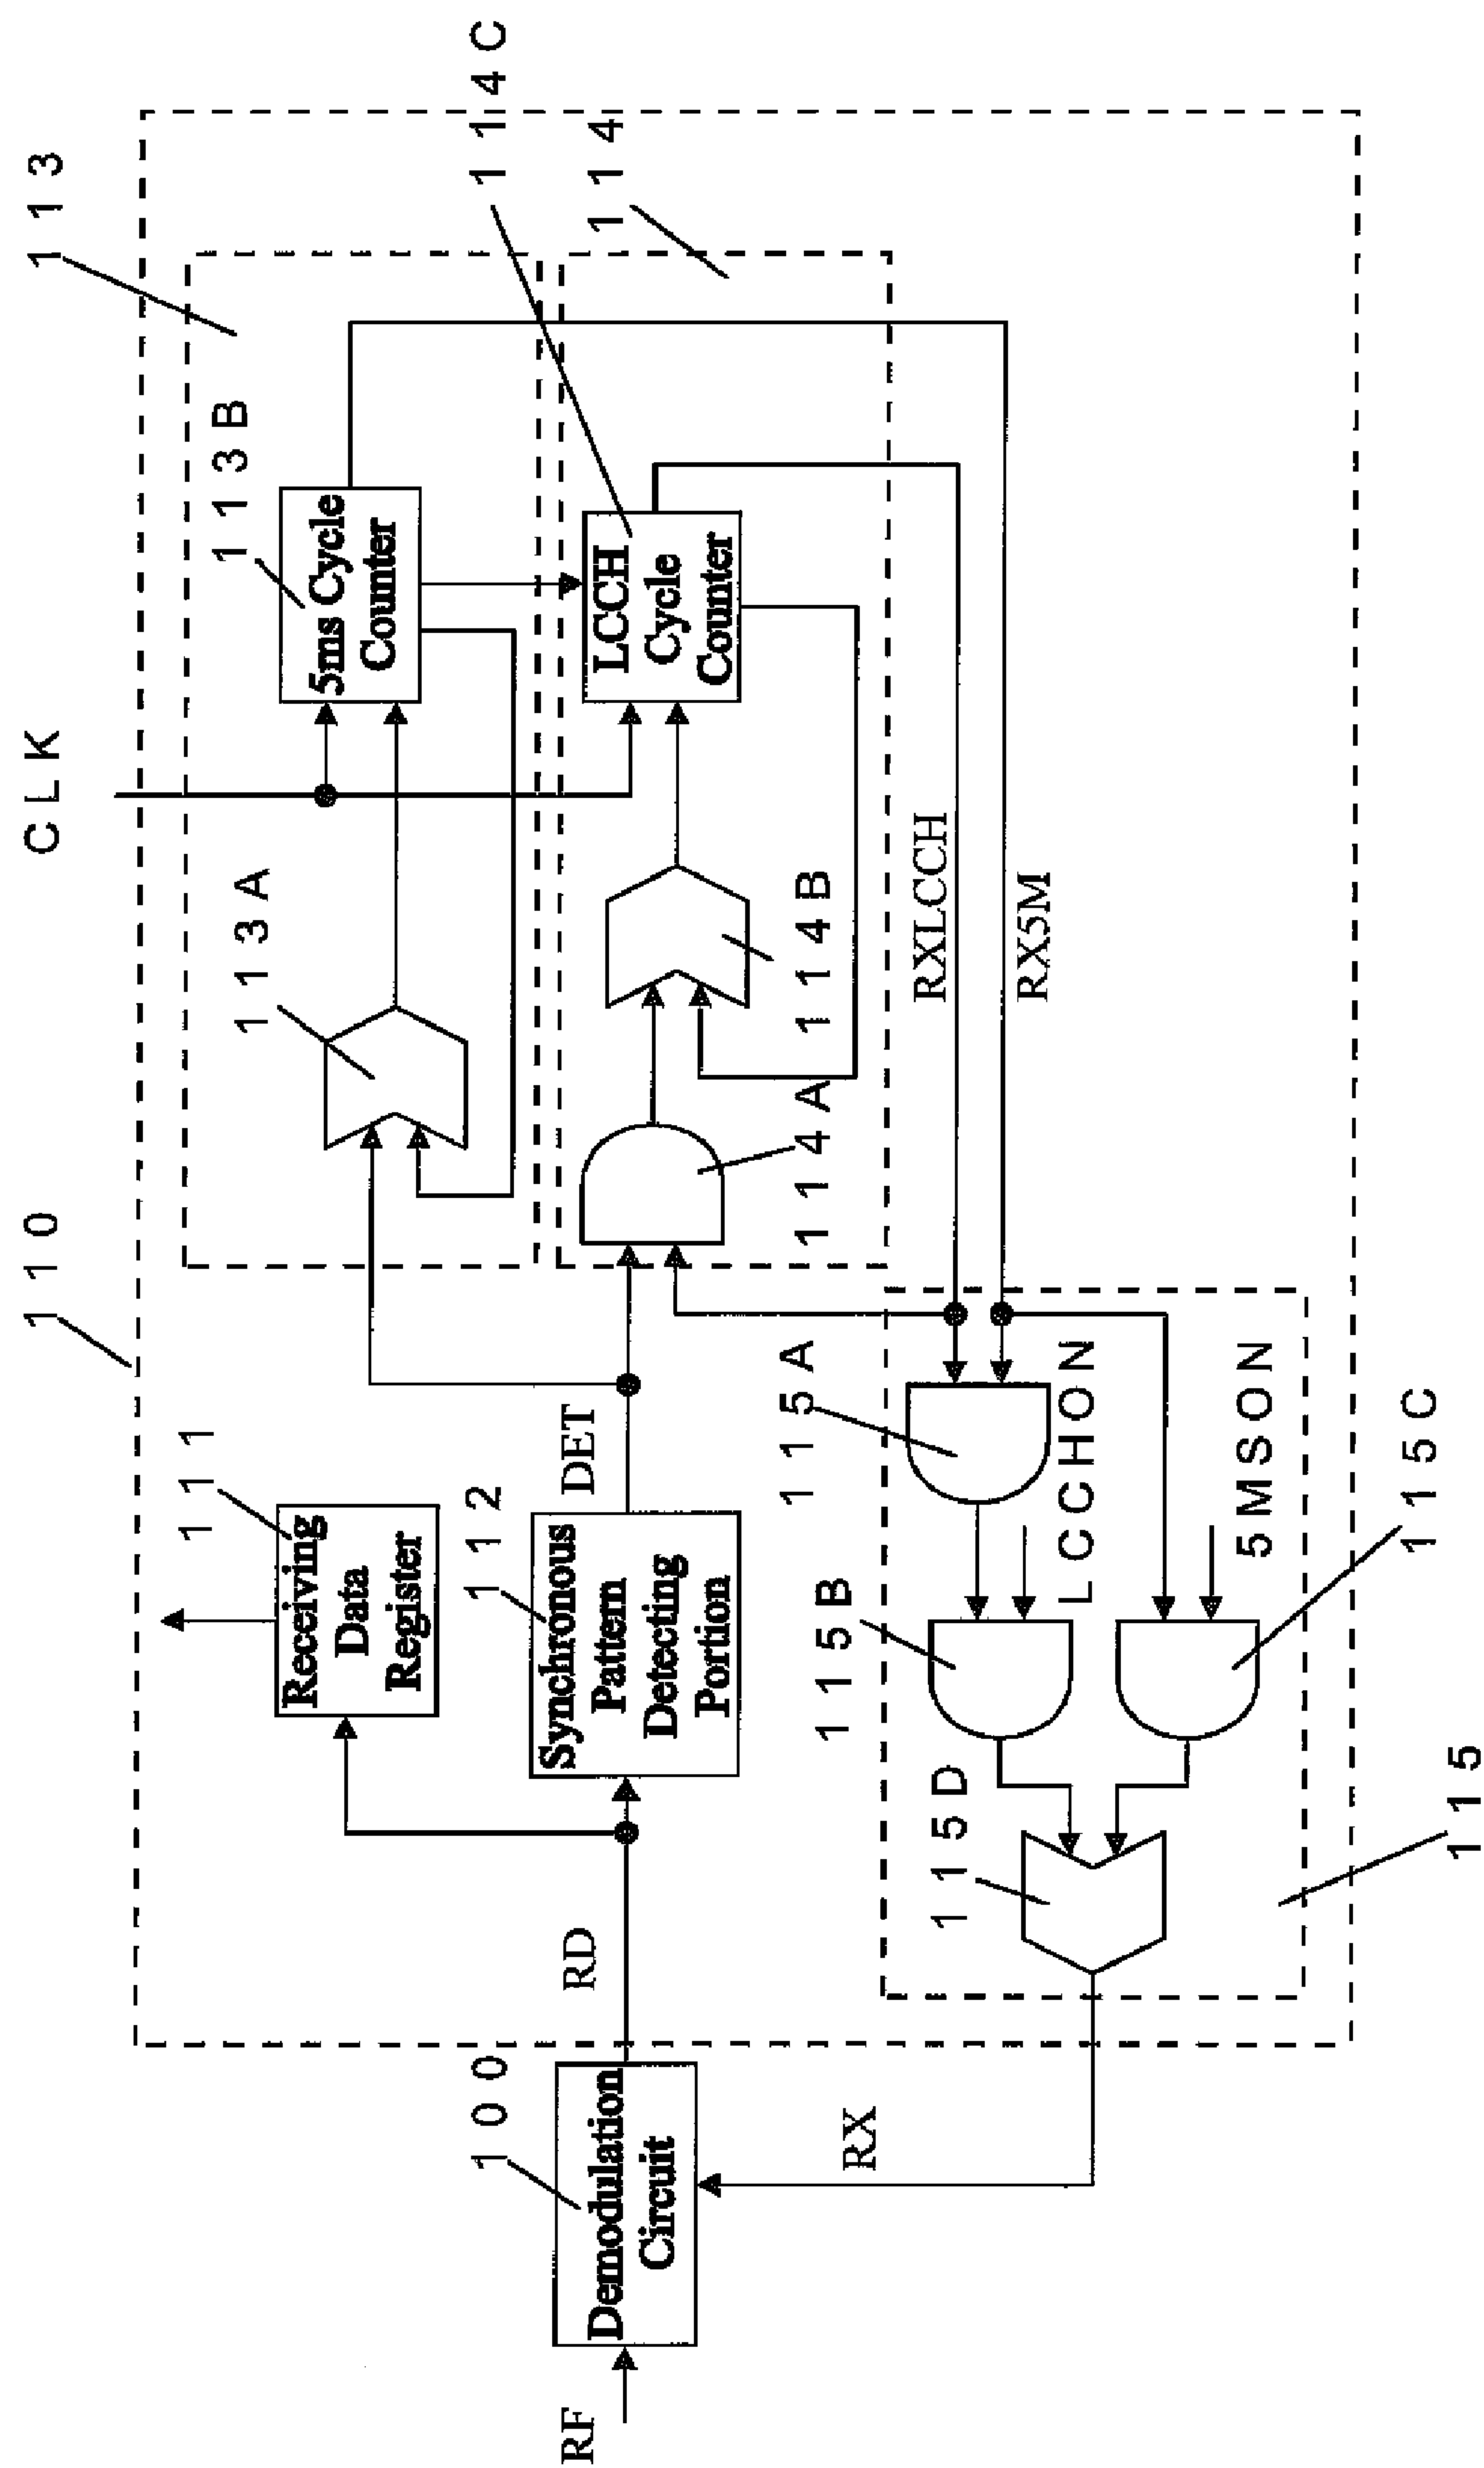 110
113
CLK
113B
113A
5ms Cycle
Counter
114C
114
LCCH
Cycle
Counter
114B
114A
111
Receiving
Data
Register
112
Synchronous
Pattern
Detecting
Portion
DET
RXLCCH
RX5M
100
Demodulation
Circuit
RF
RD
RX
115A
115B
LCCHON
5MSON
115C
115D
115